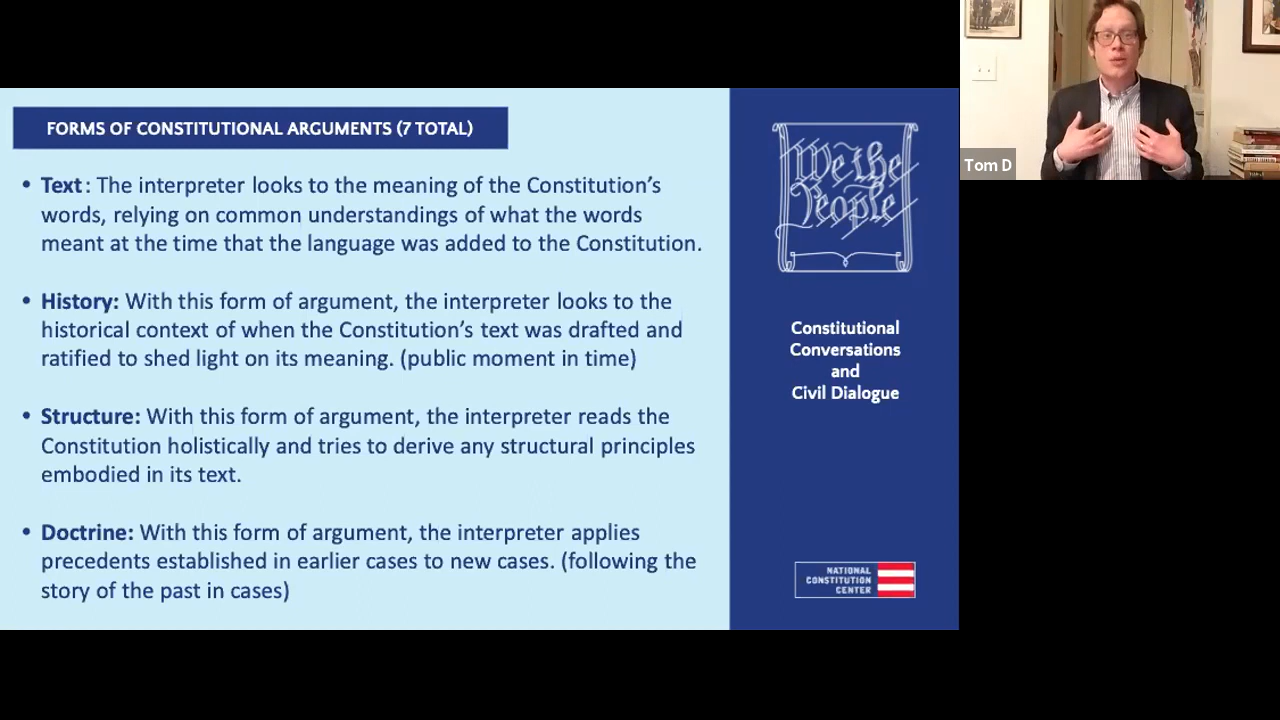 FORMS OF CONSTITUTIONAL ARGUMENTS (7 TOTAL)
• Text: The interpreter looks to the meaning of the Constitution’s
words, relying on common understandings of what the words
meant at the time that the language was added to the Constitution.
• History: With this form of argument, the interpreter looks to the
historical context of when the Constitution’s text was drafted and
ratified to shed light on its meaning. (public moment in time)
• Structure: With this form of argument, the interpreter reads the
Constitution holistically and tries to derive any structural principles
embodied in its text.
• Doctrine: With this form of argument, the interpreter applies
precedents established in earlier cases to new cases. (following the
story of the past in cases)
We the
People
Constitutional
Conversations
and
Civil Dialogue
NATIONAL
CONSTITUTION
CENTER
Tom D